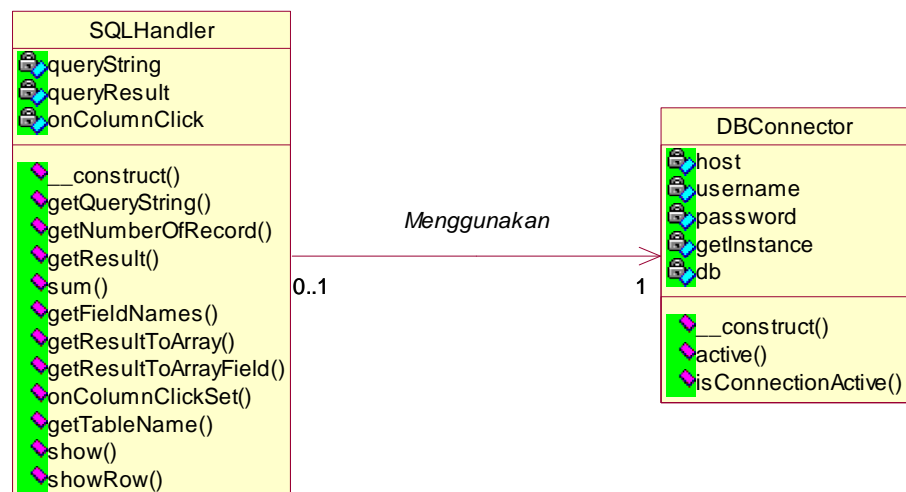 SQLHandler
queryString
queryResult
onColumnClick
__construct()
getQueryString()
getNumberOfRecord()
getResult()
sum()
getFieldNames()
getResultToArray()
getResultToArrayField()
onColumnClickSet()
getTableName()
show()
showRow()
Menggunakan
0..1
1
DBConnector
host
username
password
getInstance
db
__construct()
active()
isConnectionActive()